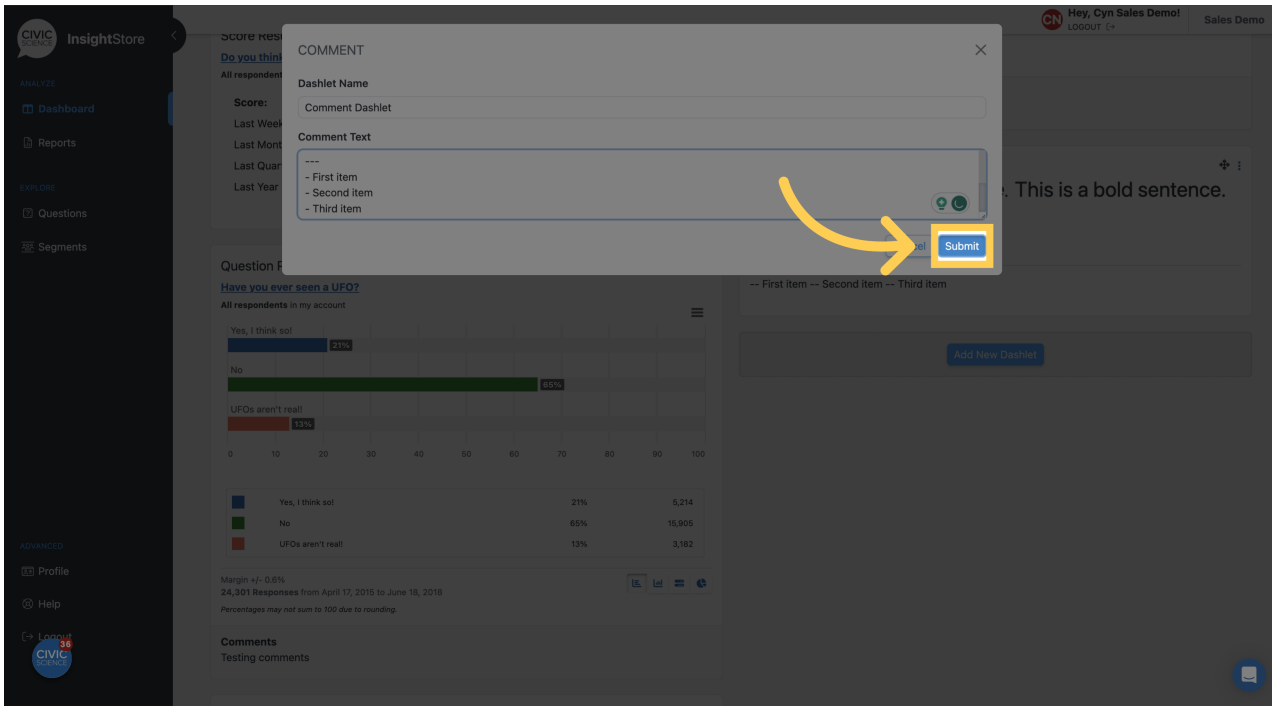 CIVIC
SCIENCE
InsightStore
ANALYZE
Dashboard
Reports
EXPLORE
Questions
Segments
ADVANCED
Profile
Help
Logout
36
CIVIC
SCIENCE
CN
Hey, Cyn Sales Demo!
LOGOUT
Sales Demo
Score Res
Do you think
All respondent
Score:
Last Week
Last Mont
Last Quar
Last Year
COMMENT
Dashlet Name
Comment Dashlet
Comment Text
---
- First item
- Second item
- Third item
Submit
. This is a bold sentence.
-- First item -- Second item -- Third item
Add New Dashlet
Question R
Have you ever seen a UFO?
All respondents in my account
Yes, I think so!
21%
No
65%
UFOs aren't real!
13%
0 10 20 30 40 50 60 70 80 90 100
Yes, I think so! 21% 5,214
No 65% 15,905
UFOs aren't real! 13% 3,182
Margin +/- 0.6%
24,301 Responses from April 17, 2015 to June 18, 2018
Percentages may not sum to 100 due to rounding.
Comments
Testing comments